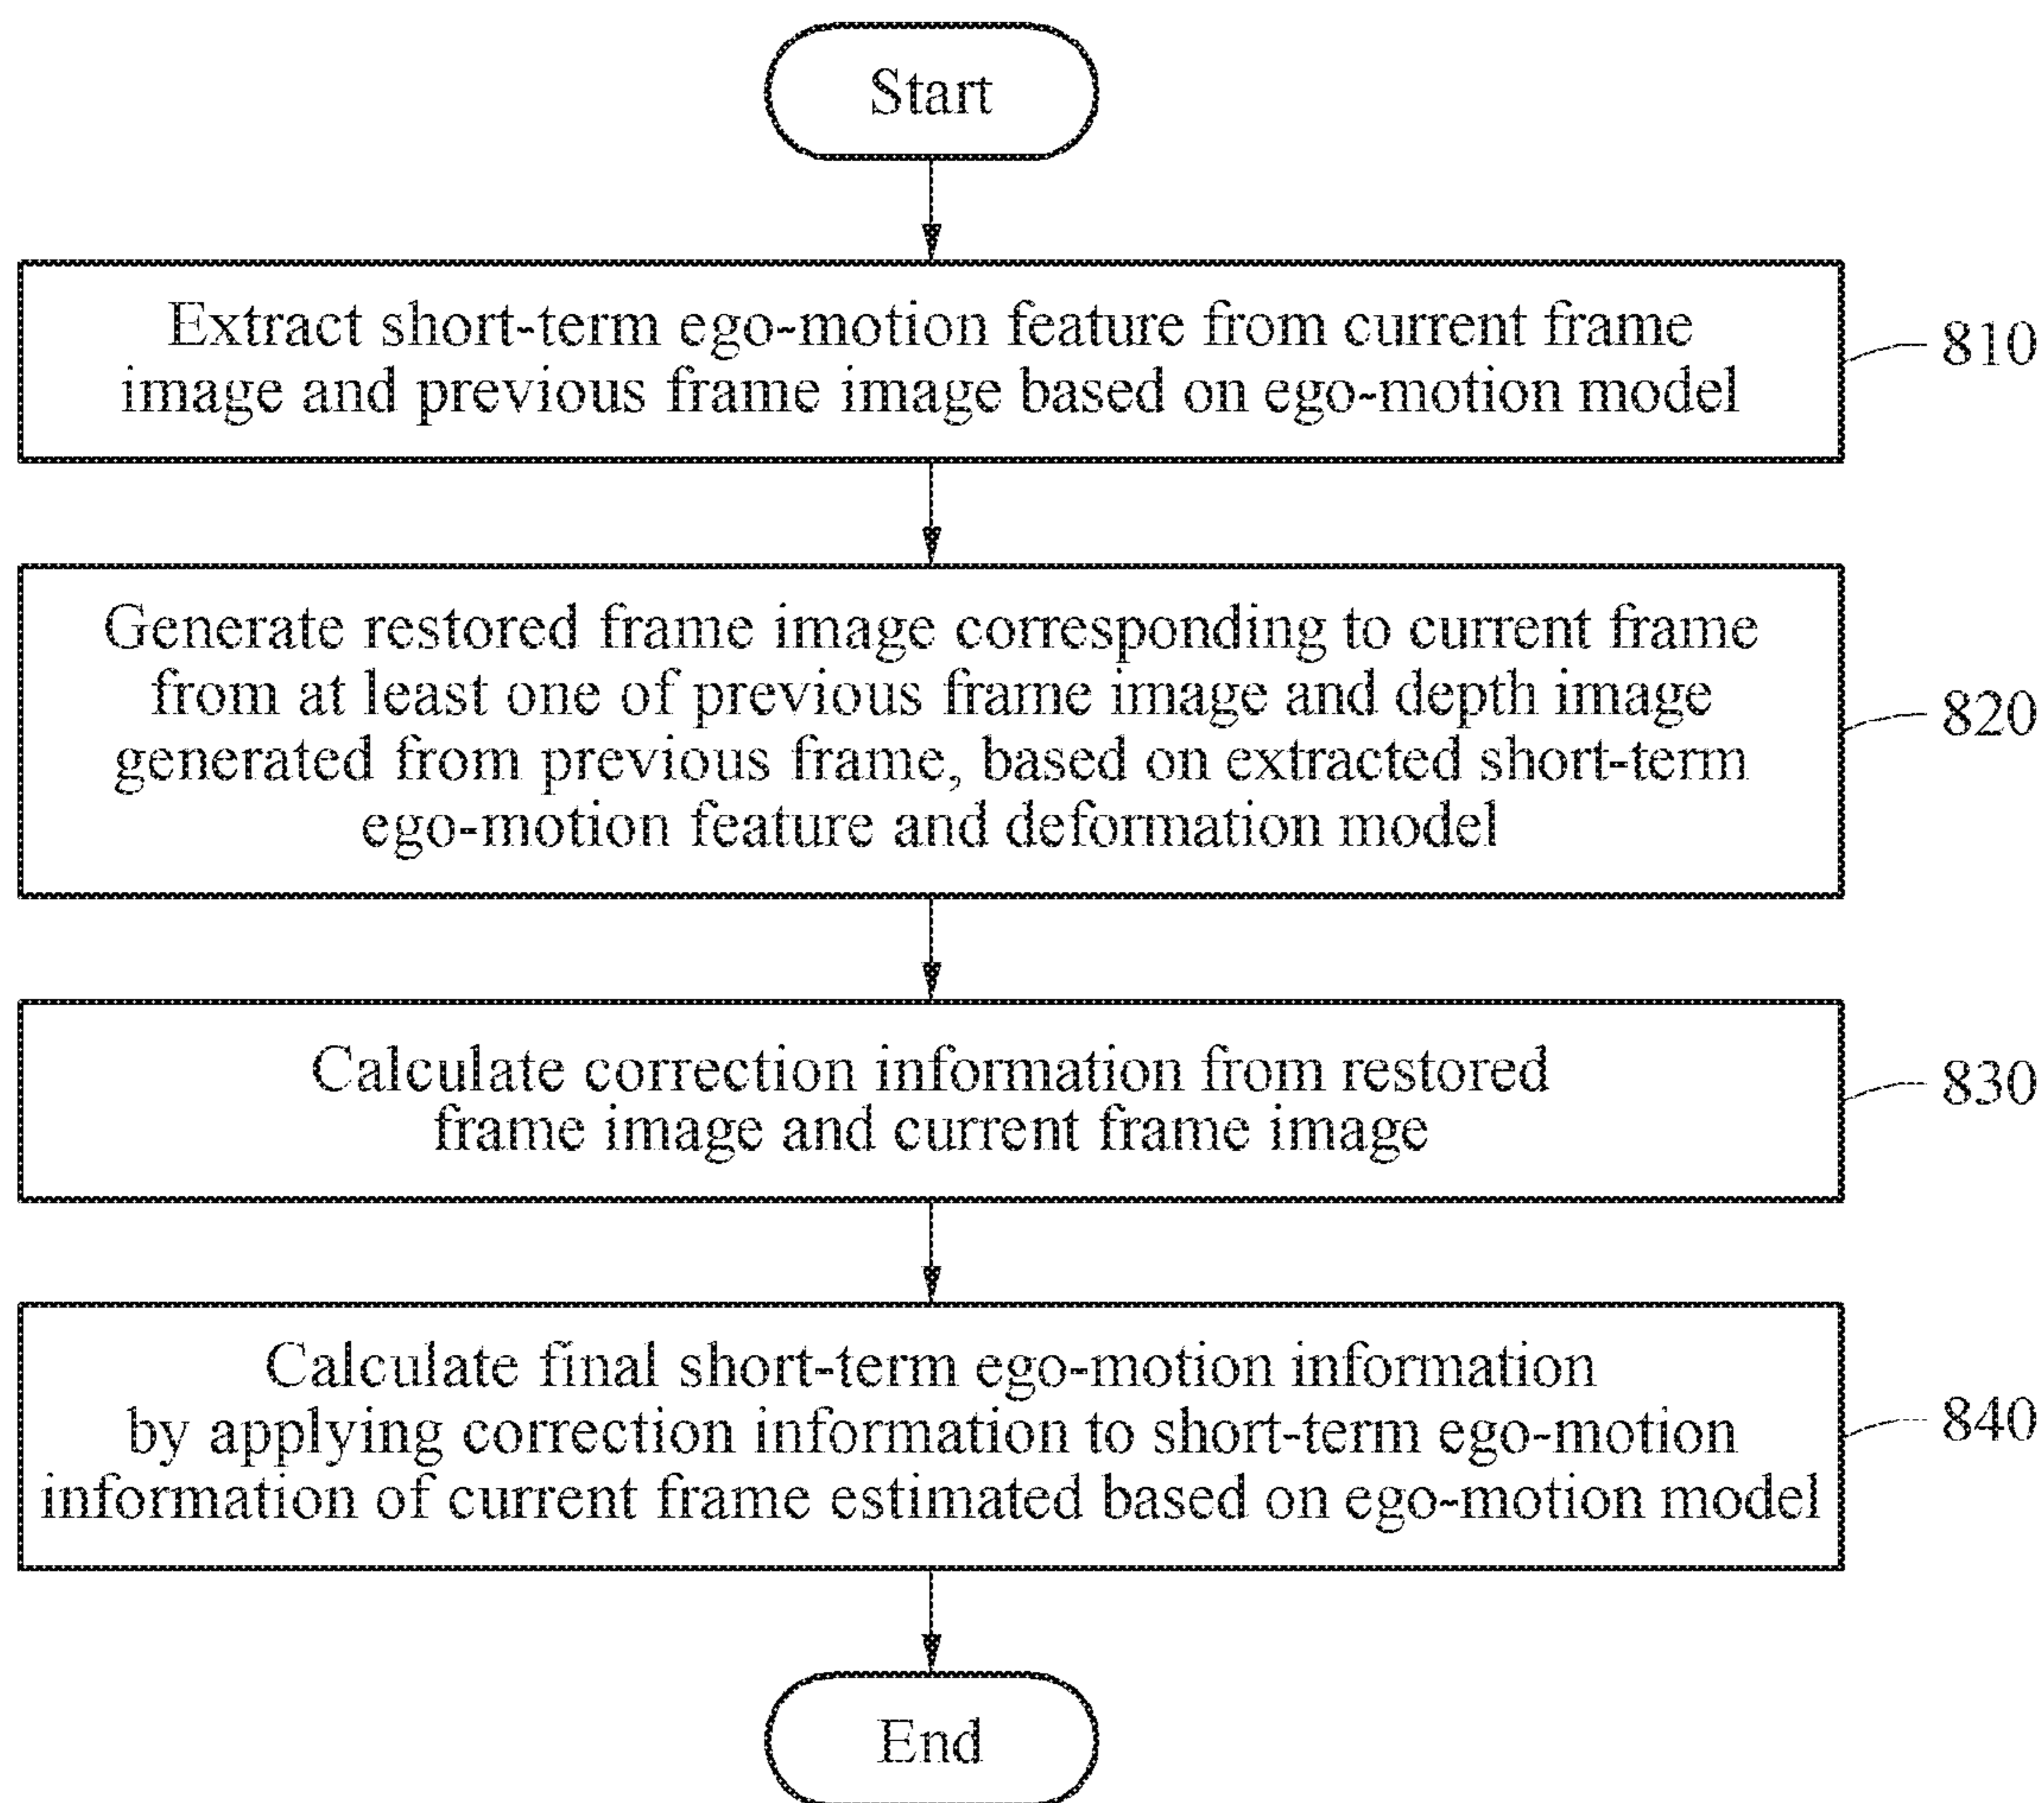 Start
Extract short-term ego-motion feature from current frame
image and previous frame image based on ego-motion model
810
Generate restored frame image corresponding to current frame
from at least one of previous frame image and depth image
generated from previous frame, based on extracted short-term
ego-motion feature and deformation model
820
Calculate correction information from restored
frame image and current frame image
830
Calculate final short-term ego-motion information
by applying correction information to short-term ego-motion
information of current frame estimated based on ego-motion model
840
End